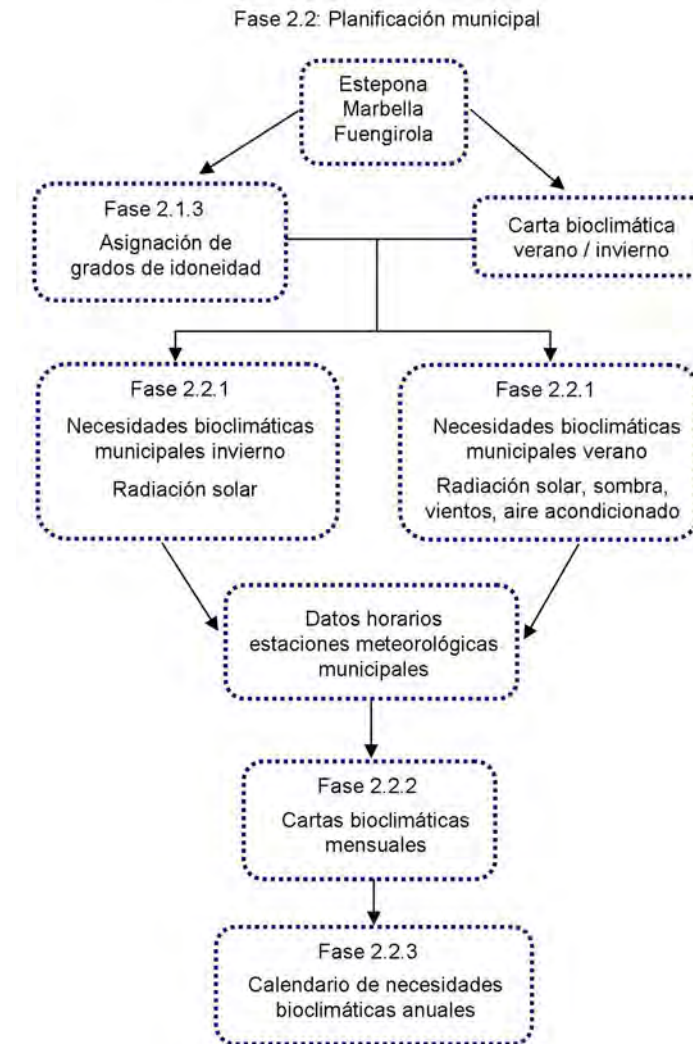 Fase 2.2: Planificación municipal
Estepona
Marbella
Fuengirola
Fase 2.1.3
Asignación de
grados de idoneidad
Carta bioclimática
verano / invierno
Fase 2.2.1
Necesidades bioclimáticas
municipales invierno
Radiación solar
Fase 2.2.1
Necesidades bioclimáticas
municipales verano
Radiación solar, sombra,
vientos, aire acondicionado
Datos horarios
estaciones meteorológicas
municipales
Fase 2.2.2
Cartas bioclimáticas
mensuales
Fase 2.2.3
Calendario de necesidades
bioclimáticas anuales